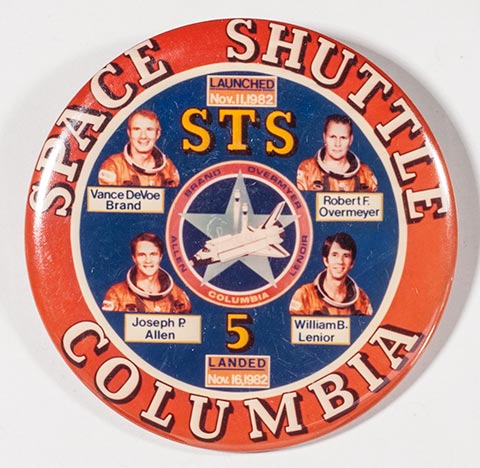 SPACE SHUTTLE
LAUNCHED
Nov.11,1982
STS
Vance DeVoe
Brand
Robert F.
Overmeyer
BRAND OVERMYER
ALLEN
LENOIR
COLUMBIA
Joseph P.
Allen
William B.
Lenior
5
LANDED
Nov.16,1982
COLUMBIA